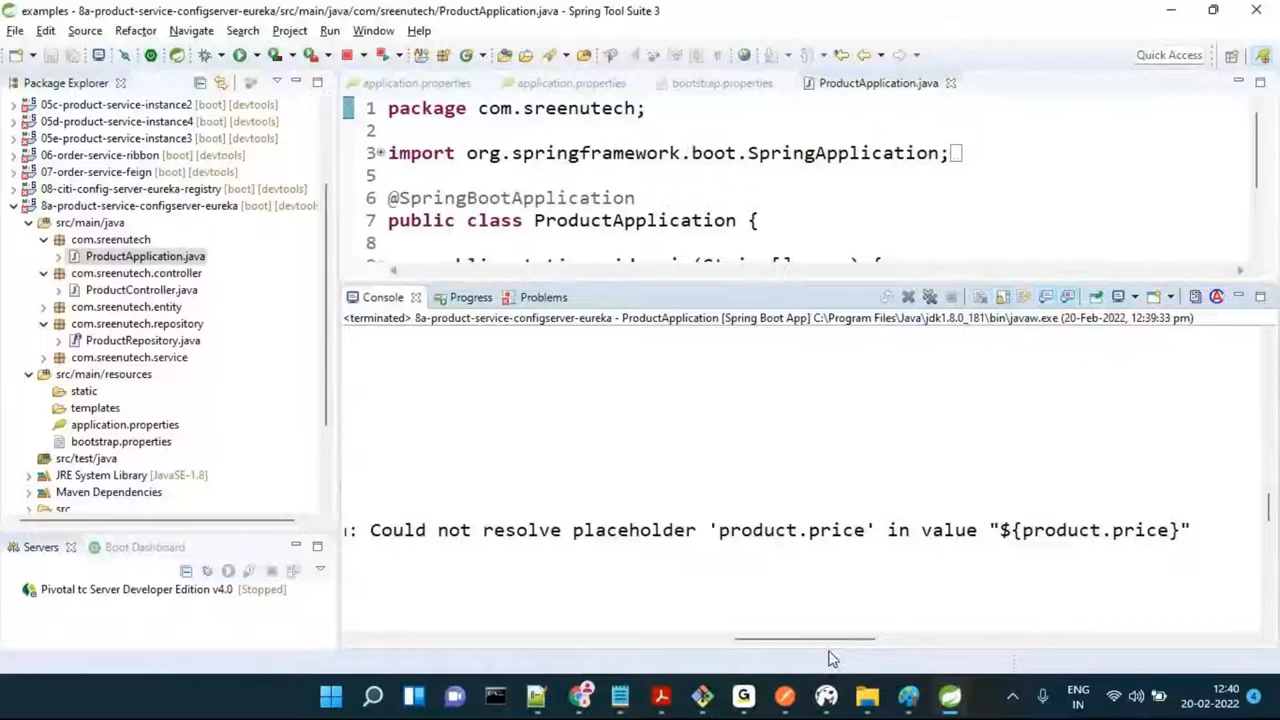 examples - 8a-product-service-configserver-eureka/src/main/java/com/sreenutech/ProductApplication.java - Spring Tool Suite 3
File Edit Source Refactor Navigate Search Project Run Window Help
Quick Access
Package Explorer
05c-product-service-instance2 [boot] [devtools]
05d-product-service-instance4 [boot] [devtools]
05e-product-service-instance3 [boot] [devtools]
06-order-service-ribbon [boot] [devtools]
07-order-service-feign [boot] [devtools]
08-citi-config-server-eureka-registry [boot] [devtools]
8a-product-service-configserver-eureka [boot] [devtools
src/main/java
com.sreenutech
ProductApplication.java
com.sreenutech.controller
ProductController.java
com.sreenutech.entity
com.sreenutech.repository
ProductRepository.java
com.sreenutech.service
src/main/resources
static
templates
application.properties
bootstrap.properties
src/test/java
JRE System Library [JavaSE-1.8]
Maven Dependencies
src
Servers Boot Dashboard
Pivotal tc Server Developer Edition v4.0 [Stopped]
application.properties application.properties bootstrap.properties ProductApplication.java
1 package com.sreenutech;
2
3 import org.springframework.boot.SpringApplication;
5
6 @SpringBootApplication
7 public class ProductApplication {
8
Console Progress Problems
<terminated> 8a-product-service-configserver-eureka - ProductApplication [Spring Boot App] C:\Program Files\Java\jdk1.8.0_181\bin\javaw.exe (20-Feb-2022, 12:39:33 pm)
n: Could not resolve placeholder 'product.price' in value "${product.price}"
ENG
IN
12:40
20-02-2022